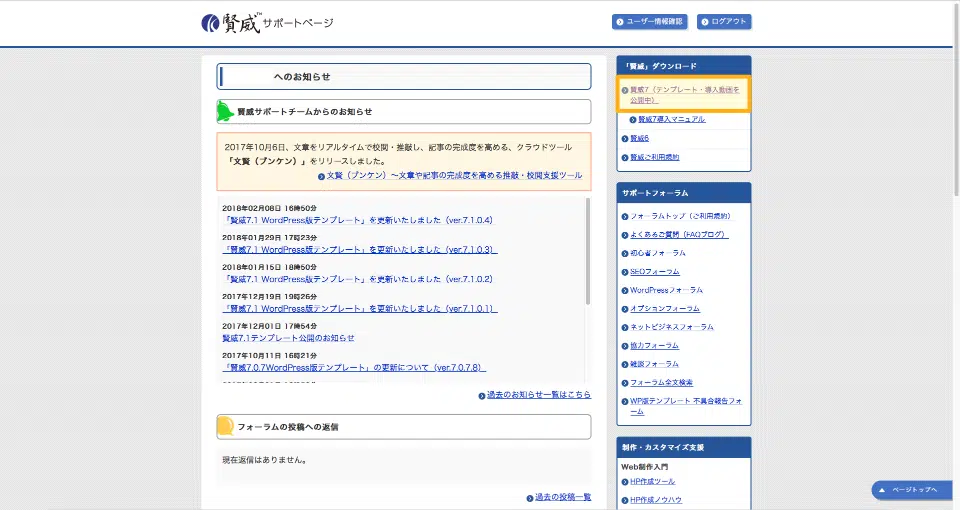 賢威™サポートページ
ユーザー情報確認
ログアウト
へのお知らせ
賢威サポートチームからのお知らせ
2017年10月6日、文章をリアルタイムで校閲・推敲し、記事の完成度を高める、クラウドツール
「文賢（ブンケン）」をリリースしました。
文賢（ブンケン）〜文章や記事の完成度を高める推敲・校閲支援ツール
2018年02月08日 16時50分
「賢威7.1 WordPress版テンプレート」を更新いたしました（ver.7.1.0.4）
2018年01月29日 17時23分
「賢威7.1 WordPress版テンプレート」を更新いたしました（ver.7.1.0.3）
2018年01月15日 18時50分
「賢威7.1 WordPress版テンプレート」を更新いたしました（ver.7.1.0.2）
2017年12月19日 19時26分
「賢威7.1 WordPress版テンプレート」を更新いたしました（ver.7.1.0.1）
2017年12月01日 17時54分
賢威7.1テンプレート公開のお知らせ
2017年10月11日 16時21分
「賢威7.0.7WordPress版テンプレート」の更新について（ver.7.0.7.8）
過去のお知らせ一覧はこちら
フォーラムの投稿への返信
現在返信はありません。
過去の投稿一覧
「賢威」ダウンロード
賢威7（テンプレート・導入動画を
公開中）
賢威7導入マニュアル
賢威6
賢威ご利用規約
サポートフォーラム
フォーラムトップ（ご利用規約）
よくあるご質問（FAQブログ）
初心者フォーラム
SEOフォーラム
WordPressフォーラム
オプションフォーラム
ネットビジネスフォーラム
協力フォーラム
雑談フォーラム
フォーラム全文検索
WP版テンプレート 不具合報告フォ
ーム
制作・カスタマイズ支援
Web制作入門
HP作成ツール
HP作成ノウハウ
ページトップへ